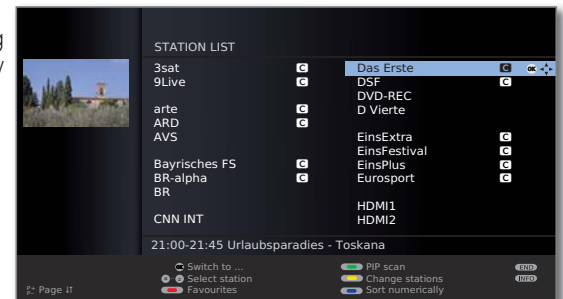 g
y
STATION LIST
3sat C
9Live C
arte C
ARD C
AVS
Bayrisches FS C
BR-alpha C
BR
CNN INT
Das Erste C OK
DSF C
DVD-REC
D Vierte
EinsExtra C
EinsFestival C
EinsPlus C
Eurosport C
HDMI1
HDMI2
21:00-21:45 Urlaubsparadies - Toskana
OK Switch to ...
Select station
Favourites
PIP scan
Change stations
Sort numerically
END
INFO
P+ P- Page ↓↑